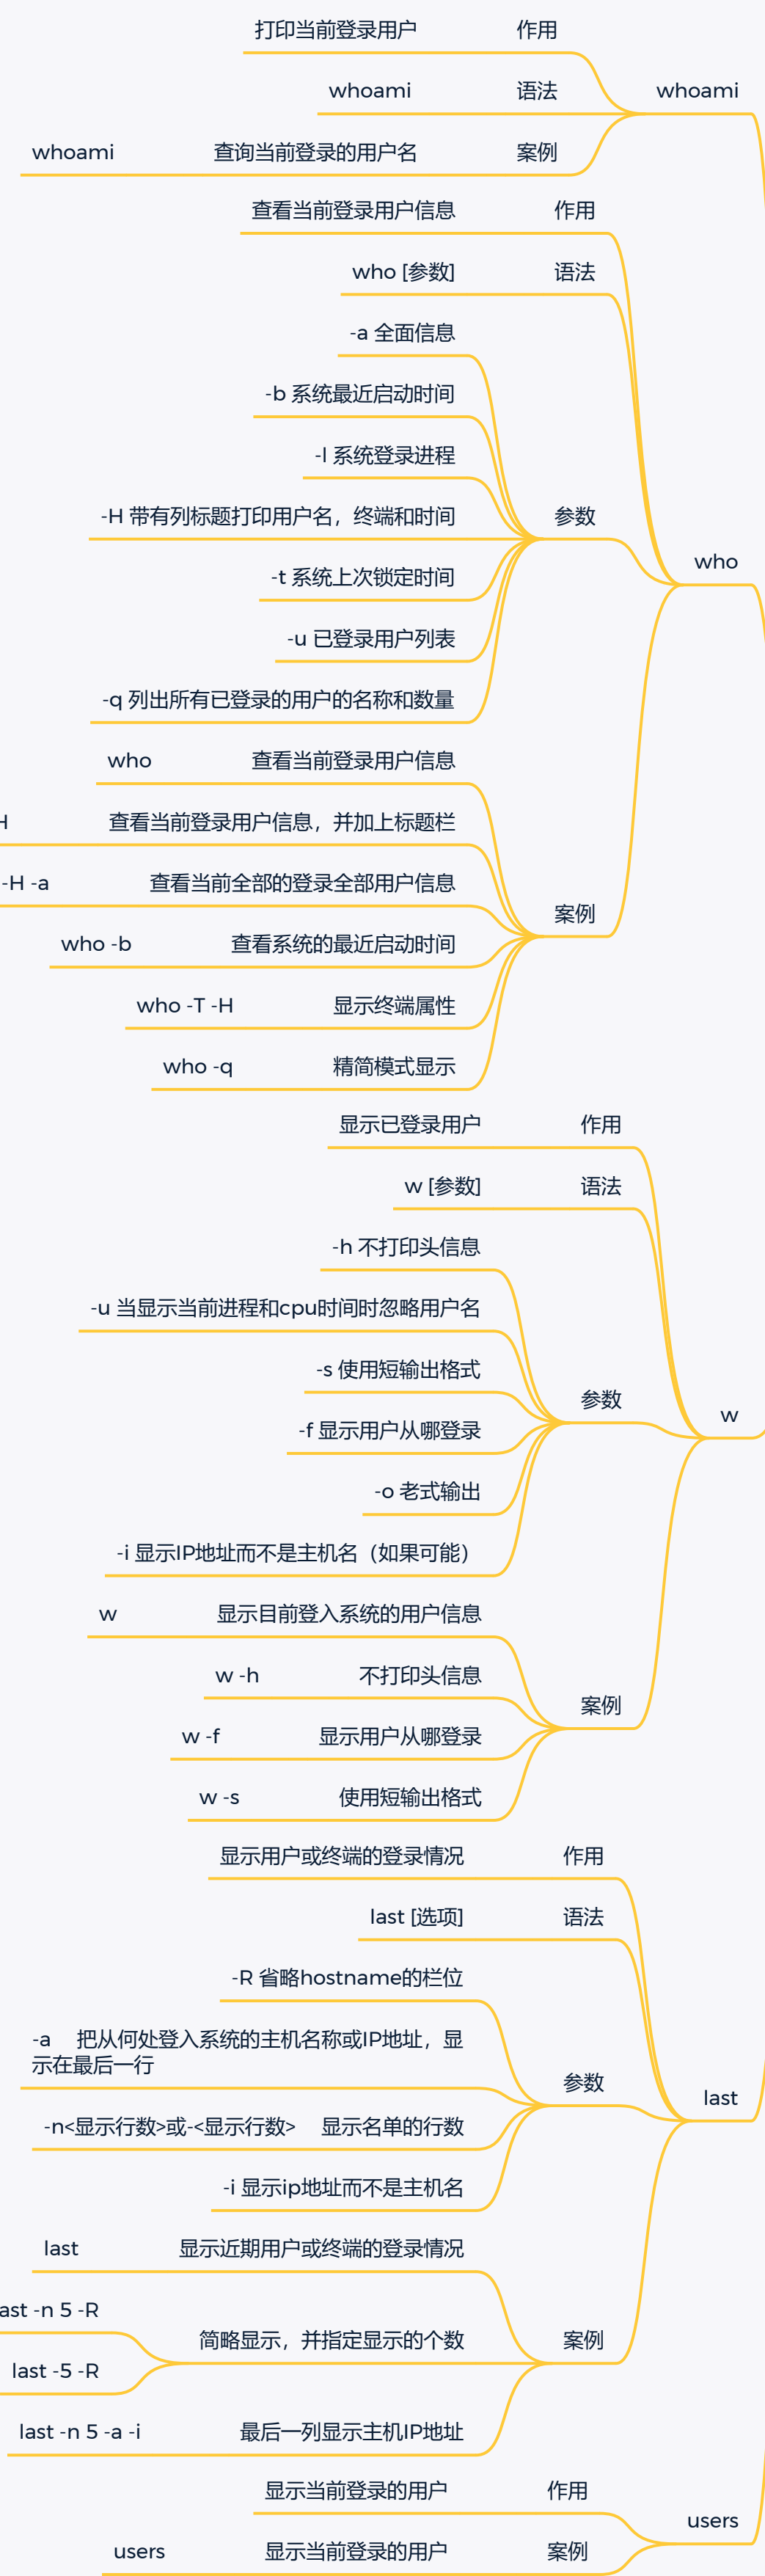 打印当前登录用户 作用
whoami 语法 whoami
whoami 查询当前登录的用户名 案例
查看当前登录用户信息 作用
who [参数] 语法
-a 全面信息
-b 系统最近启动时间
-l 系统登录进程
-H 带有列标题打印用户名，终端和时间 参数
who
-t 系统上次锁定时间
-u 已登录用户列表
-q 列出所有已登录的用户的名称和数量
who 查看当前登录用户信息
H 查看当前登录用户信息，并加上标题栏
-H -a 查看当前全部的登录全部用户信息
案例
who -b 查看系统的最近启动时间
who -T -H 显示终端属性
who -q 精简模式显示
显示已登录用户 作用
w [参数] 语法
-h 不打印头信息
-u 当显示当前进程和cpu时间时忽略用户名
-s 使用短输出格式
参数
w
-f 显示用户从哪登录
-o 老式输出
-i 显示IP地址而不是主机名（如果可能）
w 显示目前登入系统的用户信息
w -h 不打印头信息
案例
w -f 显示用户从哪登录
w -s 使用短输出格式
显示用户或终端的登录情况 作用
last [选项] 语法
-R 省略hostname的栏位
-a 把从何处登入系统的主机名称或IP地址，显
示在最后一行
参数
last
-n<显示行数>或-<显示行数> 显示名单的行数
-i 显示ip地址而不是主机名
last 显示近期用户或终端的登录情况
ast -n 5 -R
简略显示，并指定显示的个数 案例
last -5 -R
last -n 5 -a -i 最后一列显示主机IP地址
显示当前登录的用户 作用
users
users 显示当前登录的用户 案例